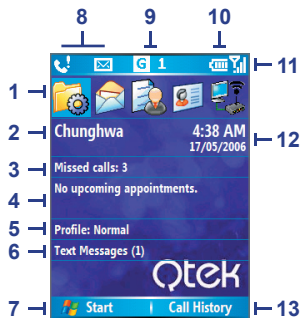 8 9 10
G 1
11
1
2 Chunghwa 4:38 AM
17/05/2006 12
3 Missed calls: 3
4 No upcoming appointments.
5 Profile: Normal
6 Text Messages (1)
Qtek
7 Start Call History 13